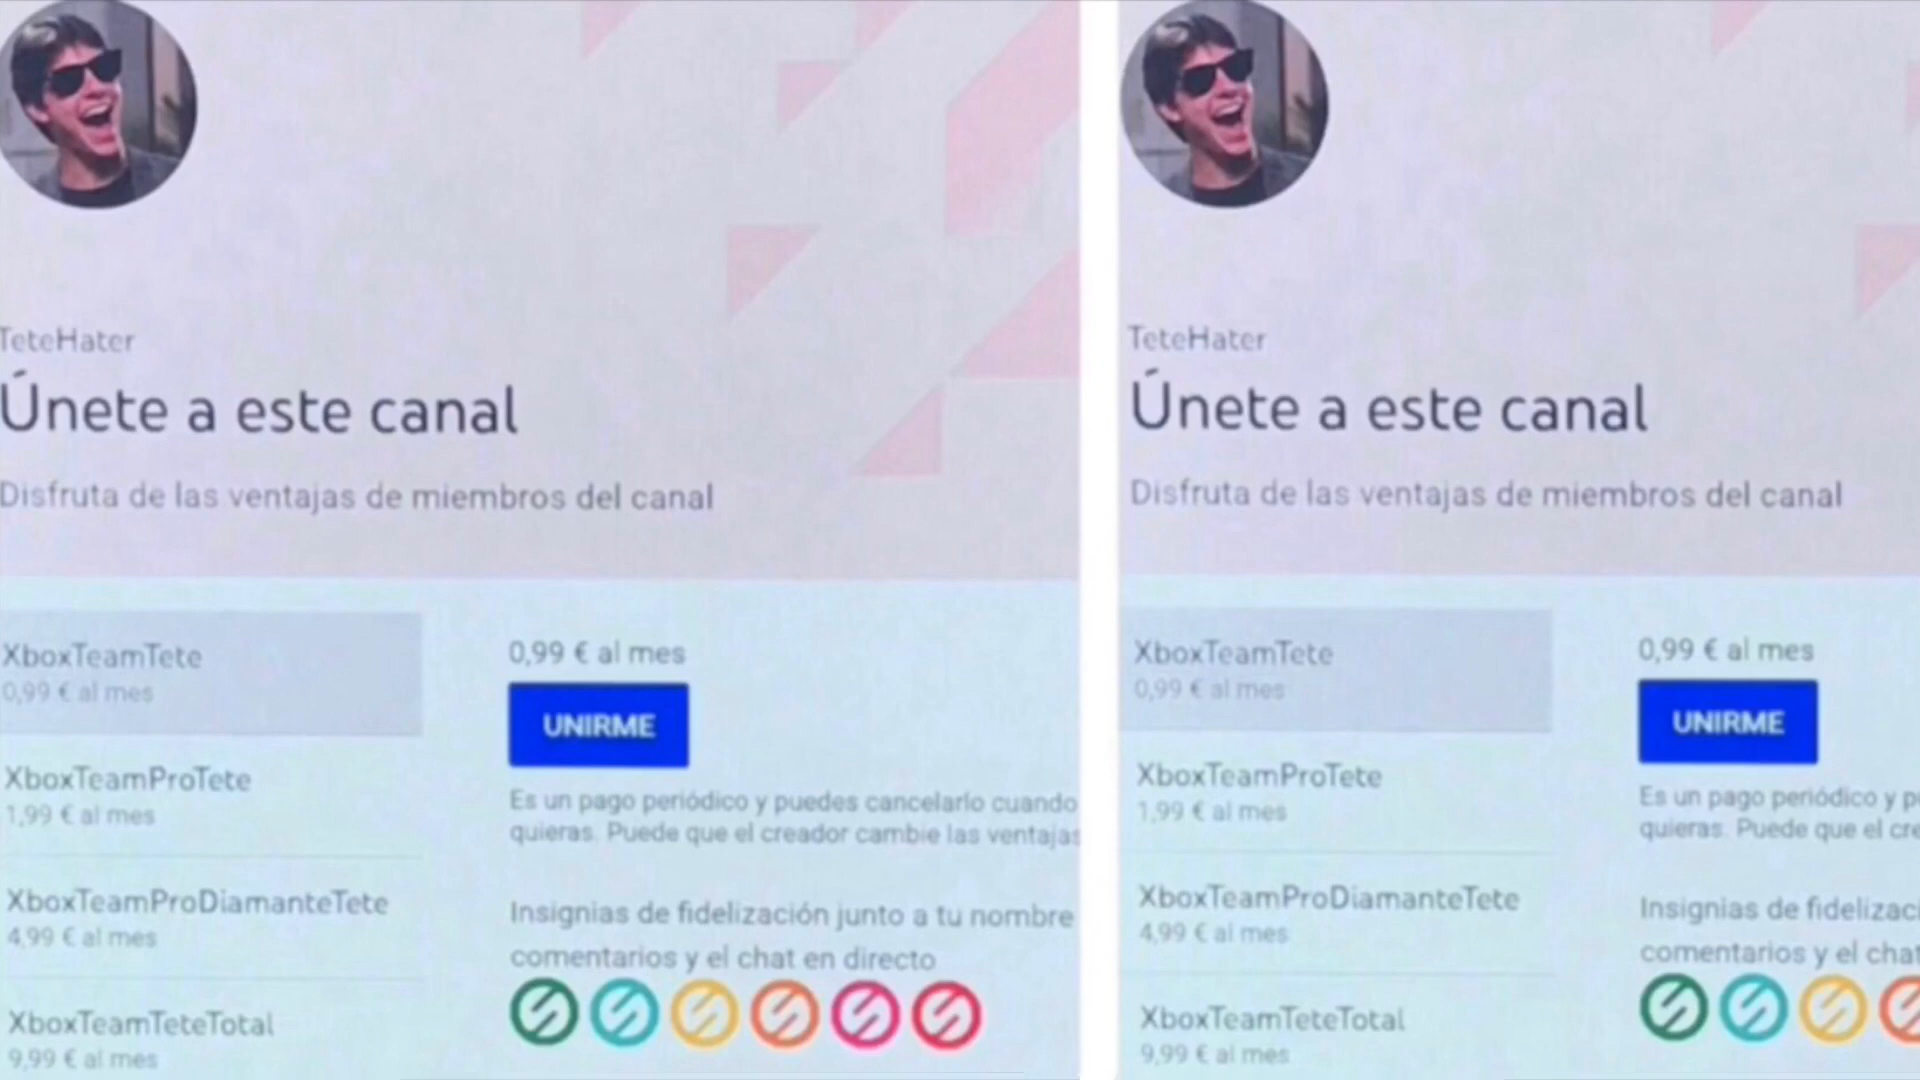 TeteHater
Únete a este canal
Disfruta de las ventajas de miembros del canal
XboxTeamTete
0,99 € al mes
XboxTeamProTete
1,99 € al mes
XboxTeamProDiamanteTete
4,99 € al mes
XboxTeamTeteTotal
9,99 € al mes
0,99 € al mes
UNIRME
Es un pago periódico y puedes cancelarlo cuando
quieras. Puede que el creador cambie las ventajas
Insignias de fidelización junto a tu nombre
comentarios y el chat en directo
TeteHater
Únete a este canal
Disfruta de las ventajas de miembros del canal
XboxTeamTete
0,99 € al mes
XboxTeamProTete
1,99 € al mes
XboxTeamProDiamanteTete
4,99 € al mes
XboxTeamTeteTotal
9,99 € al mes
0,99 € al mes
UNIRME
Es un pago periódico y
quieras. Puede que el
Insignias de
comentarios y el chat